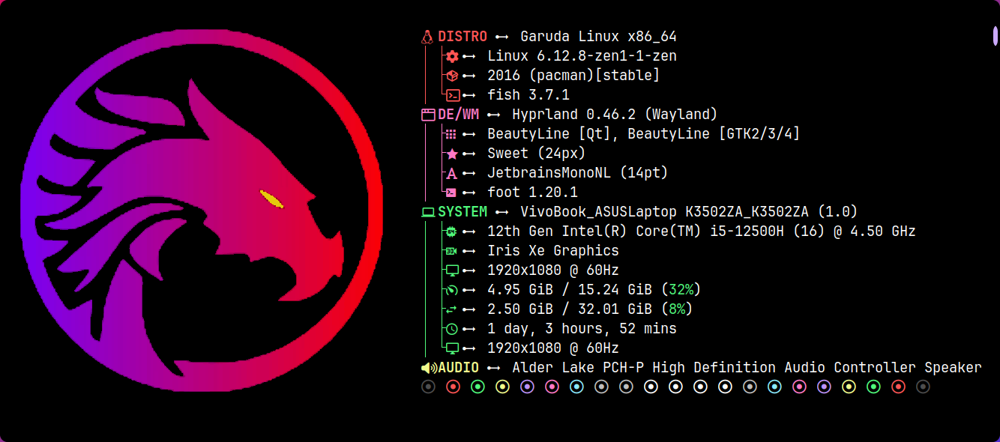 DISTRO Garuda Linux x86_64
Linux 6.12.8-zen1-1-zen
2016 (pacman)[stable]
fish 3.7.1
DE/WM Hyprland 0.46.2 (Wayland)
BeautyLine [Qt], BeautyLine [GTK2/3/4]
Sweet (24px)
JetbrainsMonoNL (14pt)
foot 1.20.1
SYSTEM VivoBook_ASUSLaptop K3502ZA_K3502ZA (1.0)
12th Gen Intel(R) Core(TM) i5-12500H (16) @ 4.50 GHz
Iris Xe Graphics
1920x1080 @ 60Hz
4.95 GiB / 15.24 GiB (32%)
2.50 GiB / 32.01 GiB (8%)
1 day, 3 hours, 52 mins
1920x1080 @ 60Hz
AUDIO Alder Lake PCH-P High Definition Audio Controller Speaker